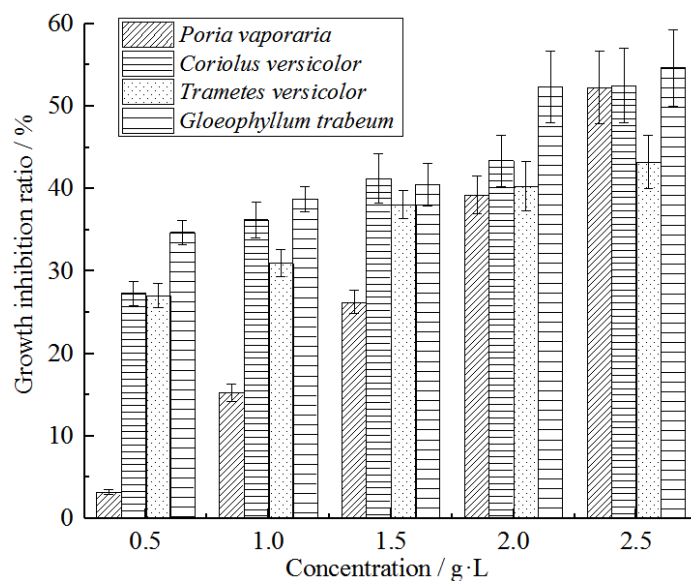 60
50
40
30
20
10
0
Growth inhibition ratio / %
Poria vaporaria
Coriolus versicolor
Trametes versicolor
Gloeophyllum trabeum
0.5 1.0 1.5 2.0 2.5
Concentration / g·L